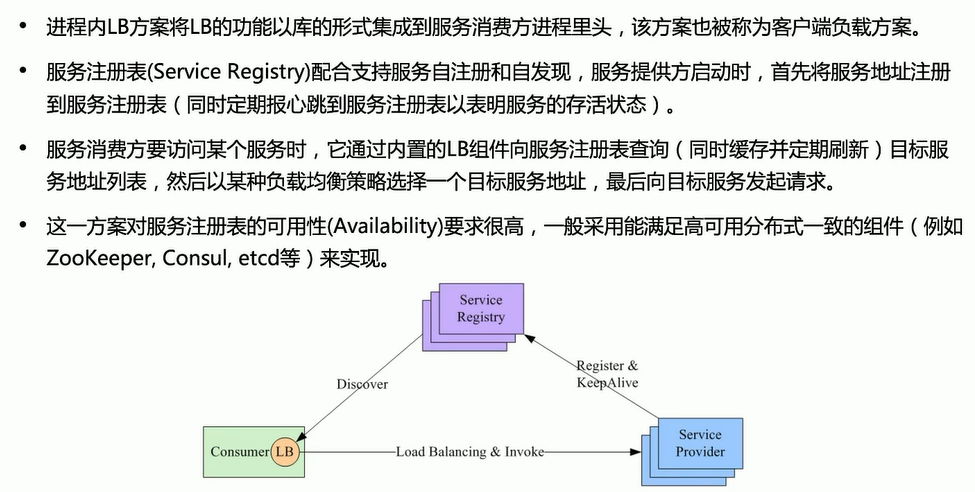 • 进程内LB方案将LB的功能以库的形式集成到服务消费方进程里头，该方案也被称为客户端负载方案。
• 服务注册表(Service Registry)配合支持服务自注册和自发现，服务提供方启动时，首先将服务地址注册
到服务注册表（同时定期报心跳到服务注册表以表明服务的存活状态）。
• 服务消费方要访问某个服务时，它通过内置的LB组件向服务注册表查询（同时缓存并定期刷新）目标服
务地址列表，然后以某种负载均衡策略选择一个目标服务地址，最后向目标服务发起请求。
• 这一方案对服务注册表的可用性(Availability)要求很高，一般采用能满足高可用分布式一致的组件（例如
ZooKeeper, Consul, etcd等）来实现。
Service
Registry
Discover
Register &
KeepAlive
Consumer LB
Load Balancing & Invoke
Service
Provider